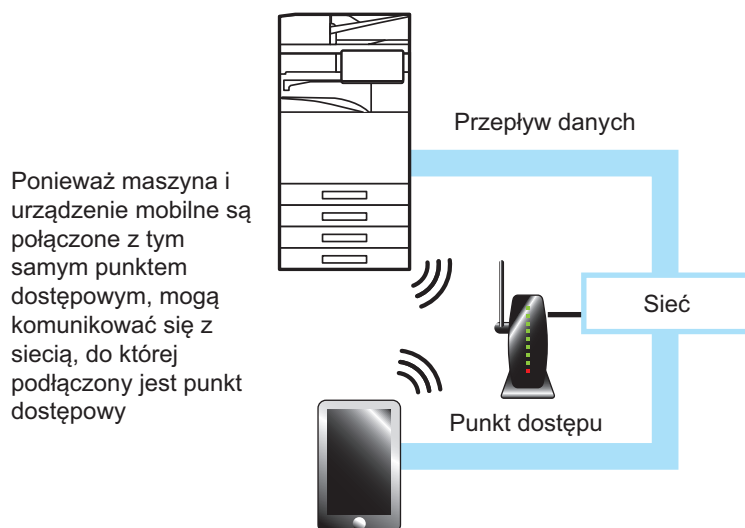 Przepływ danych
Ponieważ maszyna i
urządzenie mobilne są
połączone z tym
samym punktem
dostępowym, mogą
komunikować się z
siecią, do której
podłączony jest punkt
dostępowy
Sieć
Punkt dostępu